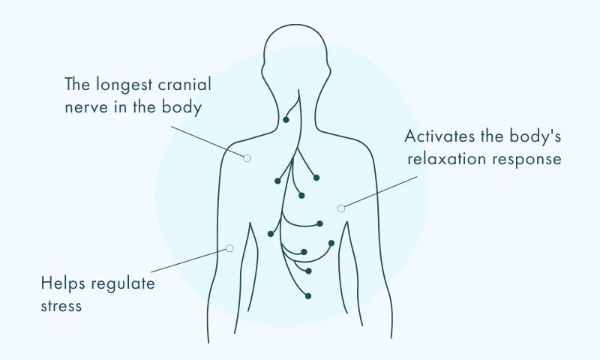 The longest cranial
nerve in the body
Activates the body's
relaxation response
Helps regulate
stress